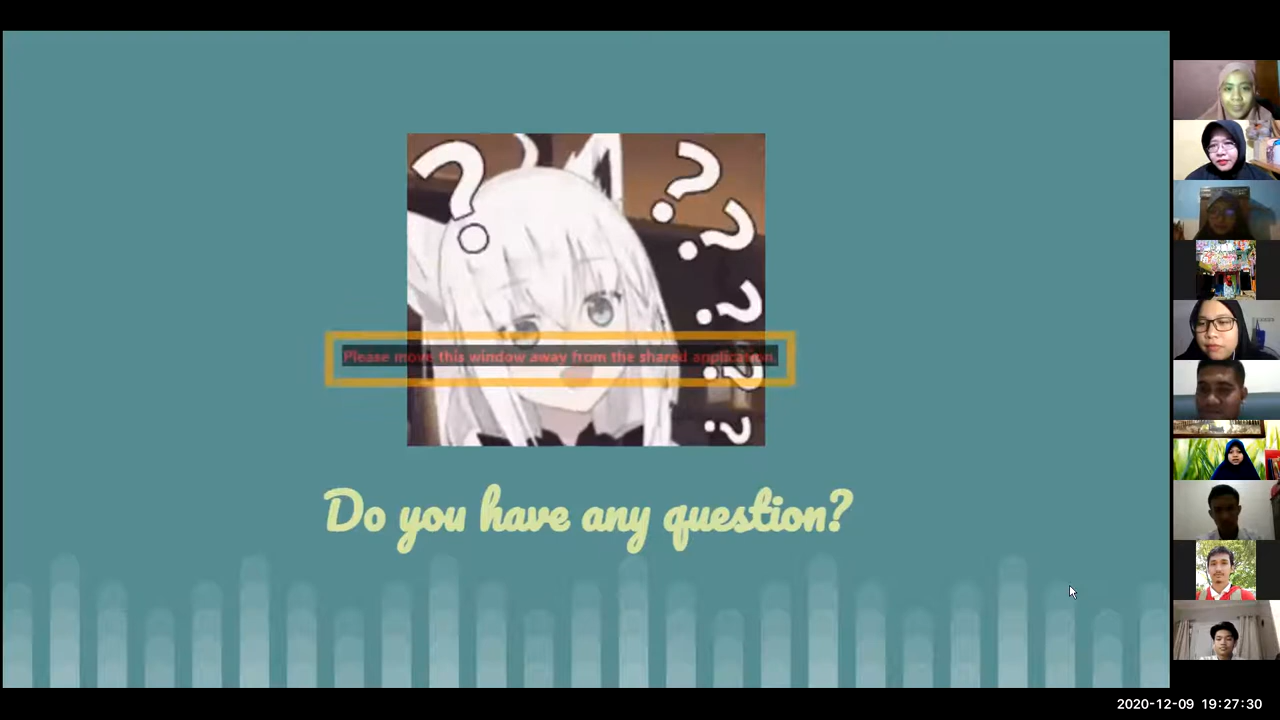 ? ? ? ? ? ?
Please move this window away from the shared application.
Do you have any question?
2020-12-09 19:27:30